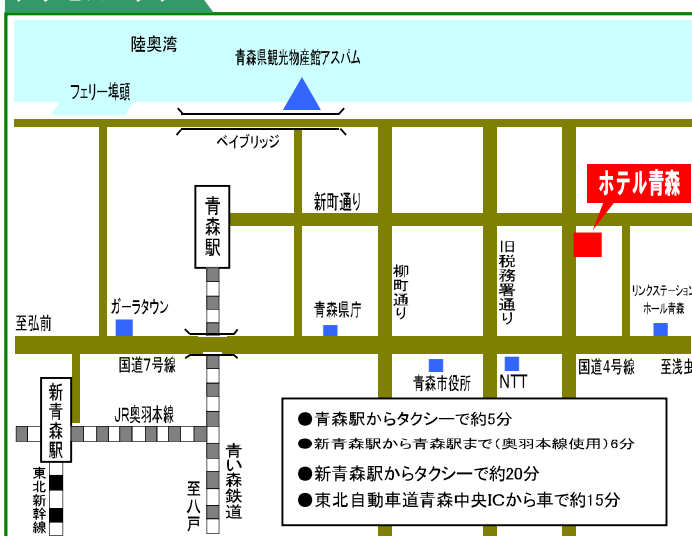 陸奥湾
青森県観光物産館アスパム
フェリー埠頭
ベイブリッジ
ホテル青森
新町通り
青森駅
旧税務署通り
柳町通り
リンクステーション
ホール青森
ガーラタウン
青森県庁
至弘前
国道7号線
国道4号線
至浅虫
青森市役所
NTT
新青森駅
JR奥羽本線
●青森駅からタクシーで約5分
●新青森駅から青森駅まで(奥羽本線使用)6分
●新青森駅からタクシーで約20分
●東北自動車道青森中央ICから車で約15分
青い森鉄道
東北新幹線
至八戸